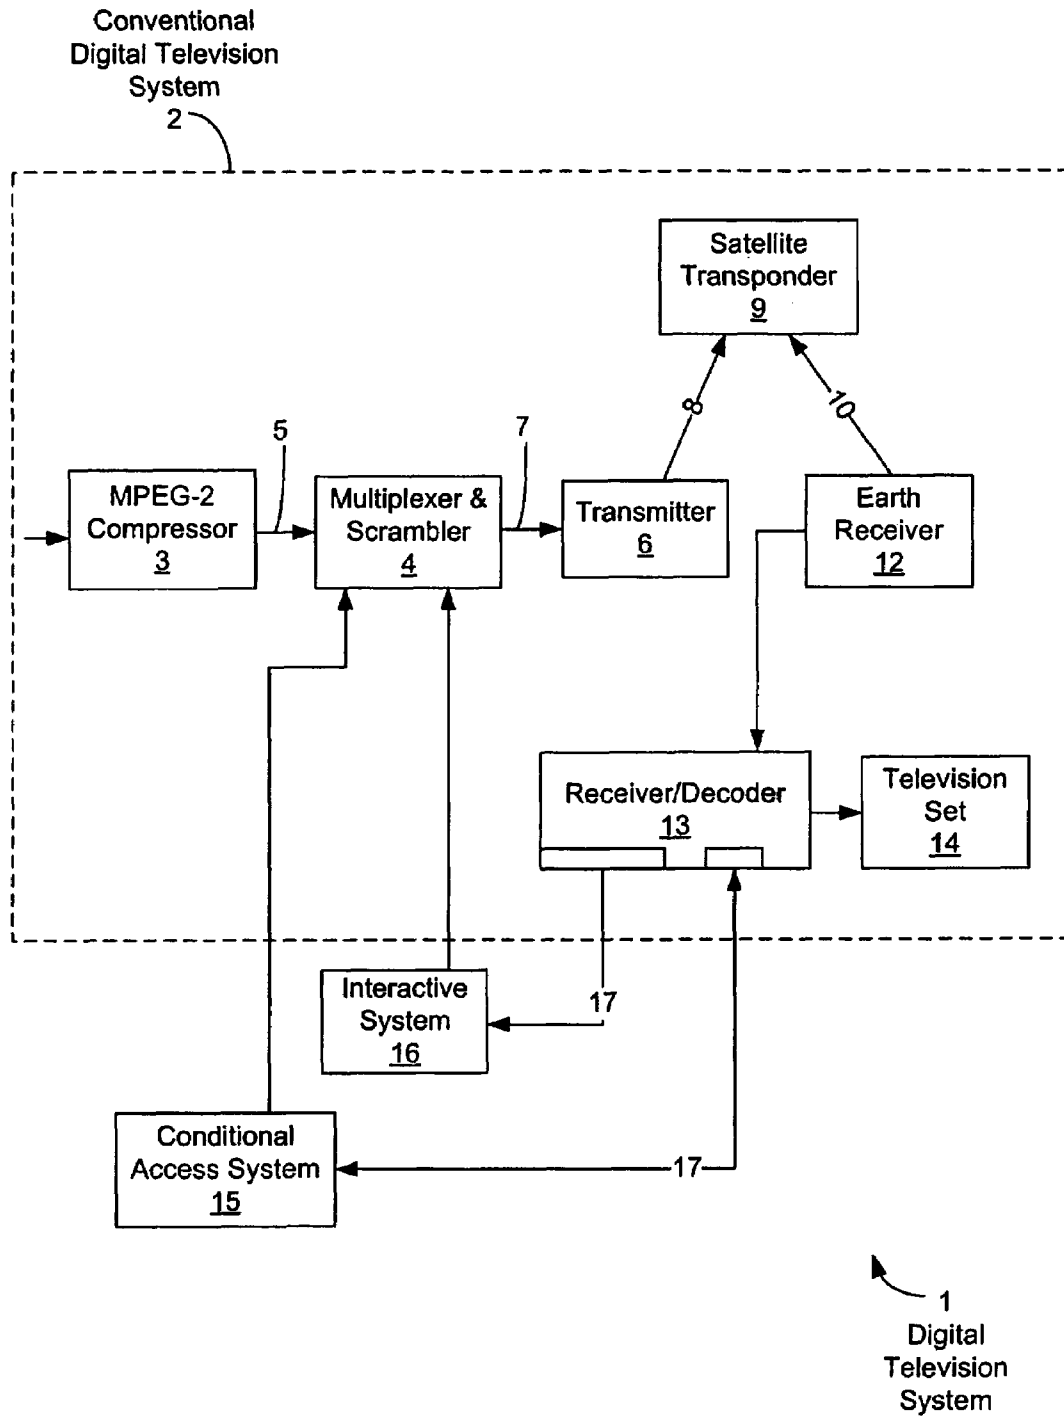 Conventional
Digital Television
System
2
Satellite
Transponder
9
8
10
5
7
MPEG-2
Compressor
3
Multiplexer &
Scrambler
4
Transmitter
6
Earth
Receiver
12
Receiver/Decoder
13
Television
Set
14
Interactive
System
16
17
Conditional
Access System
15
17
1
Digital
Television
System